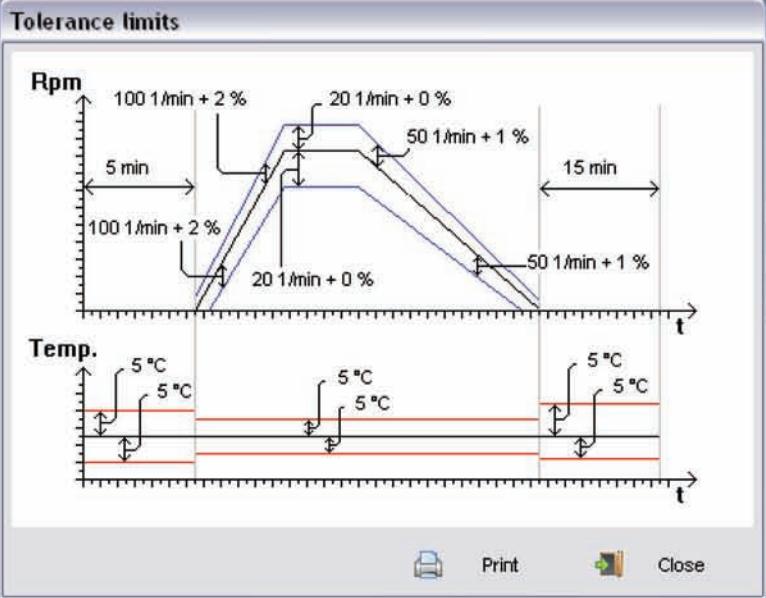 Tolerance limits
Rpm
100 1/min + 2 %
20 1/min + 0 %
50 1/min + 1 %
5 min
15 min
100 1/min + 2 %
20 1/min + 0 %
50 1/min + 1 %
t
Temp.
5 °C
5 °C
5 °C
5 °C
5 °C
5 °C
t
Print
Close